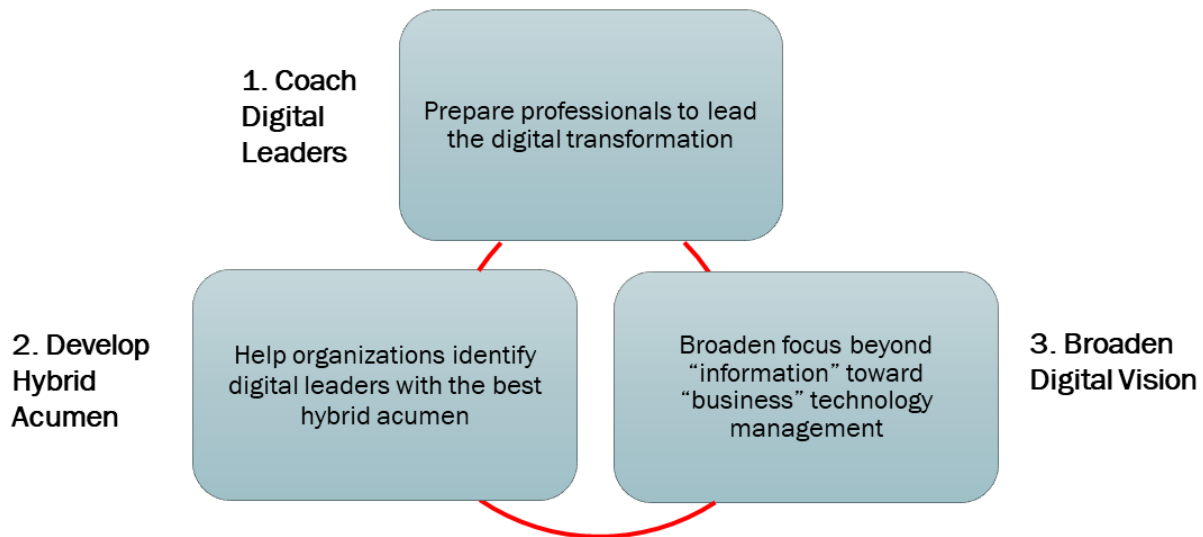 1. Coach
Digital
Leaders
Prepare professionals to lead
the digital transformation
2. Develop
Hybrid
Acumen
Help organizations identify
digital leaders with the best
hybrid acumen
Broaden focus beyond
“information” toward
“business” technology
management
3. Broaden
Digital Vision